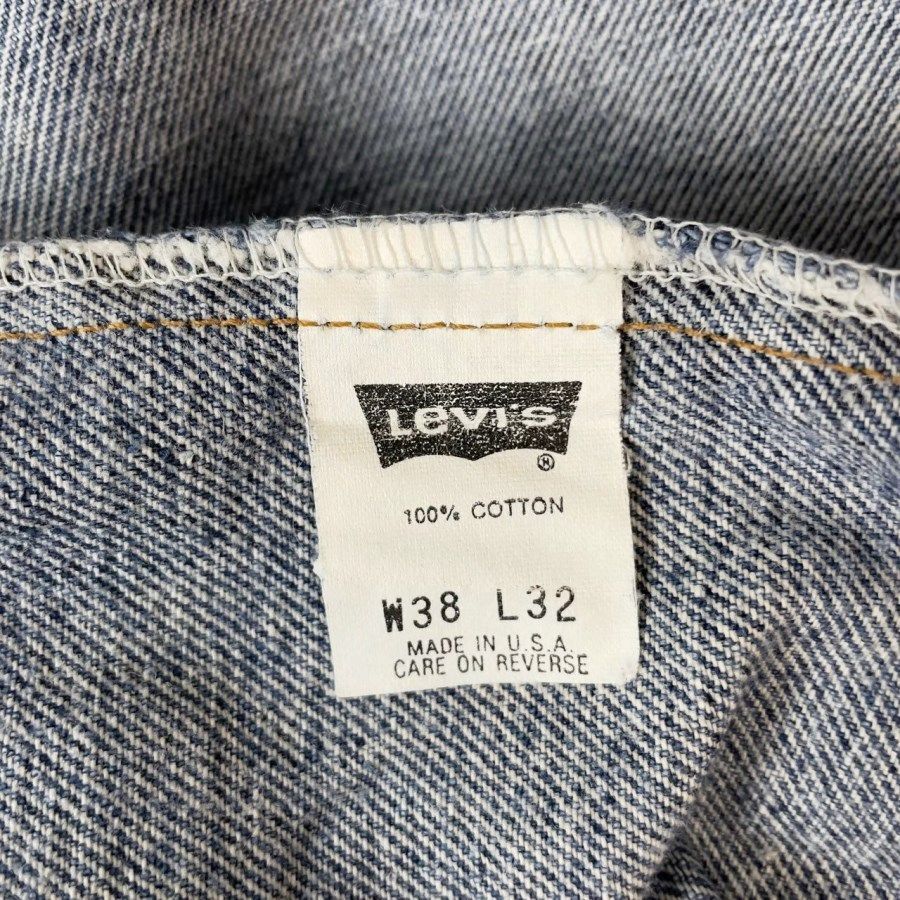 Levi's
®
100% COTTON
W38 L32
MADE IN U.S.A.
CARE ON REVERSE